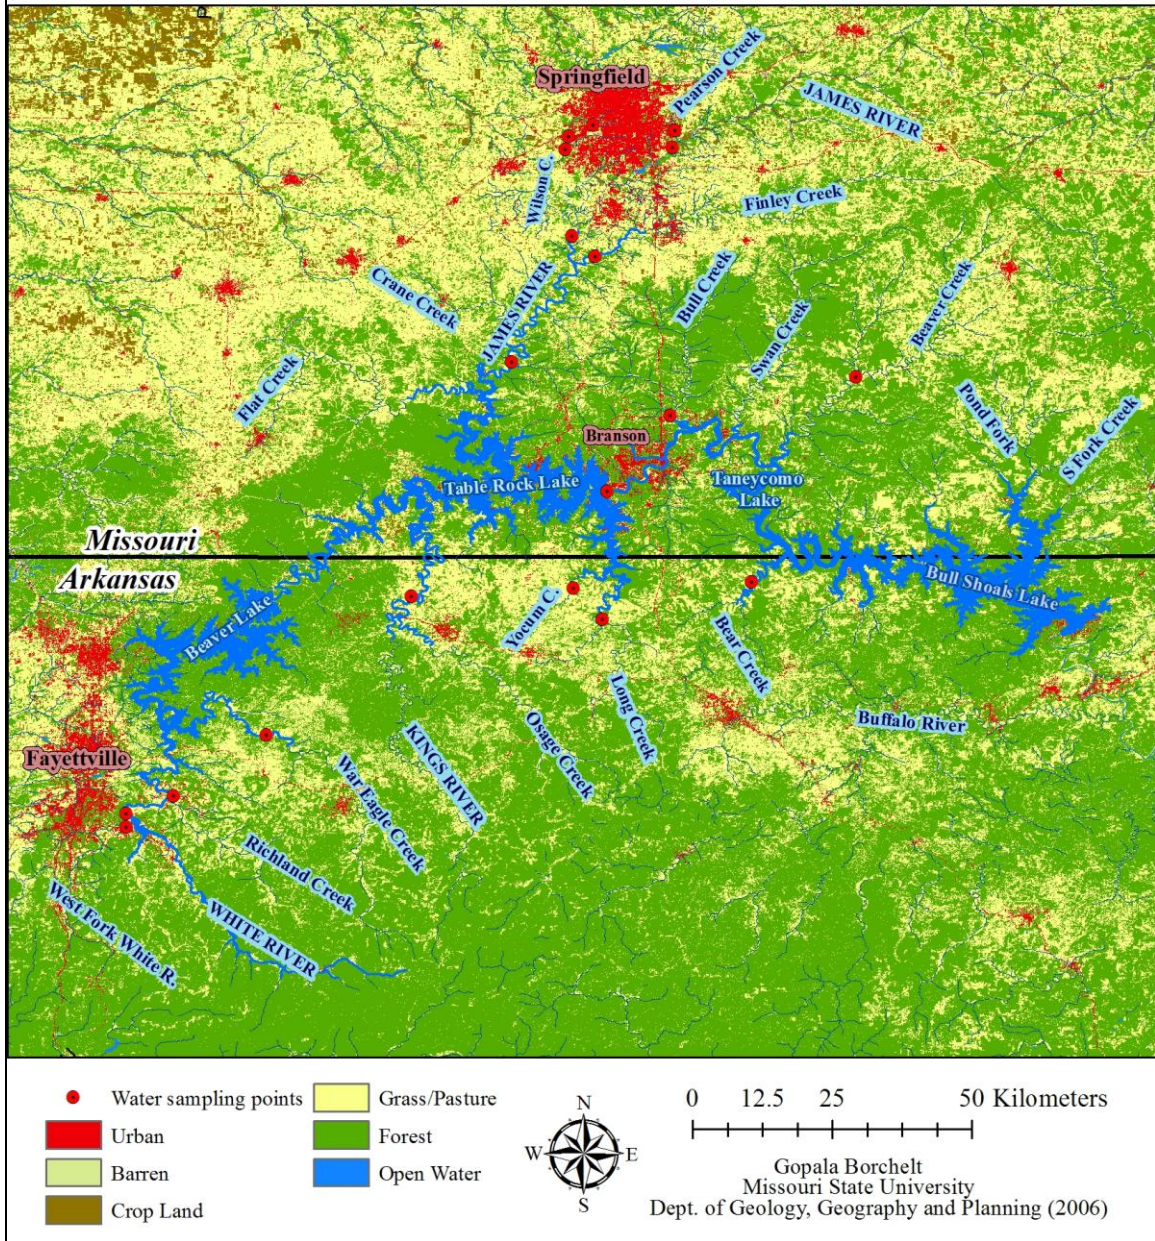 Springfield
Pearson Creek
JAMES RIVER
Wilson C.
Finley Creek
Crane Creek
JAMES RIVER
Bull Creek
Swan Creek
Beaver Creek
Flat Creek
Pond Fork
S Fork Creek
Branson
Table Rock Lake
Taneycomo
Lake
Missouri
Arkansas
Bull Shoals Lake
Beaver Lake
Yocum C.
Bear Creek
Long Creek
Osage Creek
Buffalo River
KINGS RIVER
War Eagle Creek
Fayettville
Richland Creek
West Fork White R.
WHITE RIVER
Water sampling points
Urban
Barren
Crop Land
Grass/Pasture
Forest
Open Water
N
W E
S
0 12.5 25 50 Kilometers
Gopala Borchelt
Missouri State University
Dept. of Geology, Geography and Planning (2006)